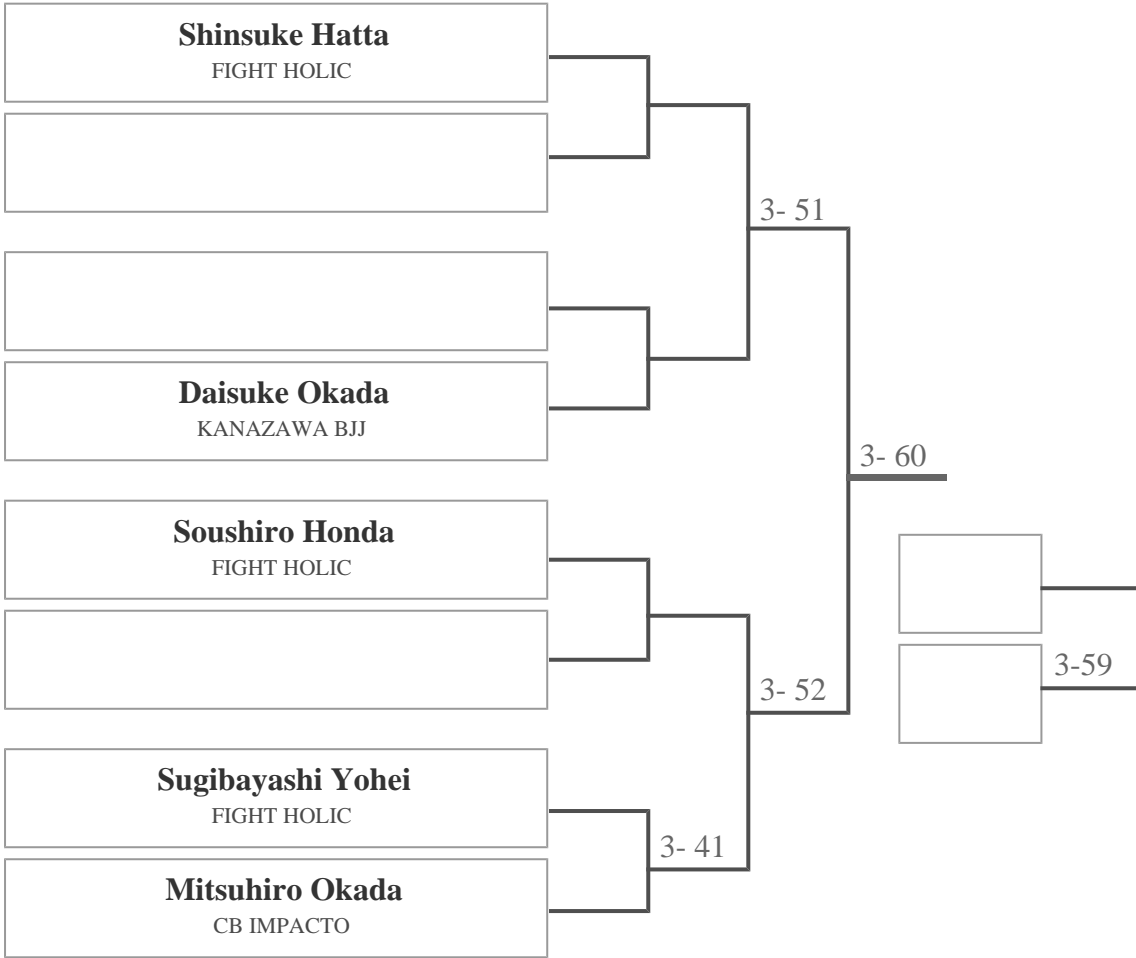 Shinsuke Hatta
FIGHT HOLIC
3- 51
Daisuke Okada
KANAZAWA BJJ
3- 60
Soushiro Honda
FIGHT HOLIC
3-59
3- 52
Sugibayashi Yohei
FIGHT HOLIC
3- 41
Mitsuhiro Okada
CB IMPACTO